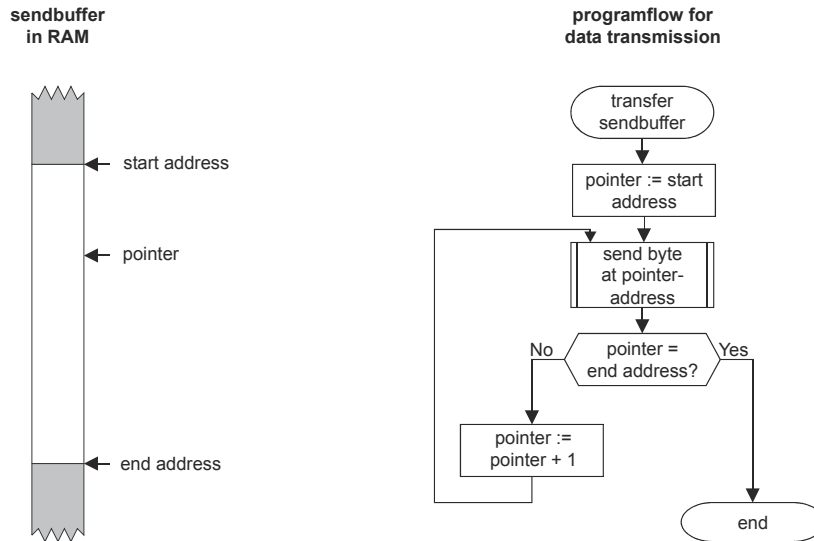 sendbuffer
in RAM
start address
pointer
end address
programflow for
data transmission
transfer
sendbuffer
pointer := start
address
send byte
at pointer-
address
pointer =
end address?
No
Yes
pointer :=
pointer + 1
end